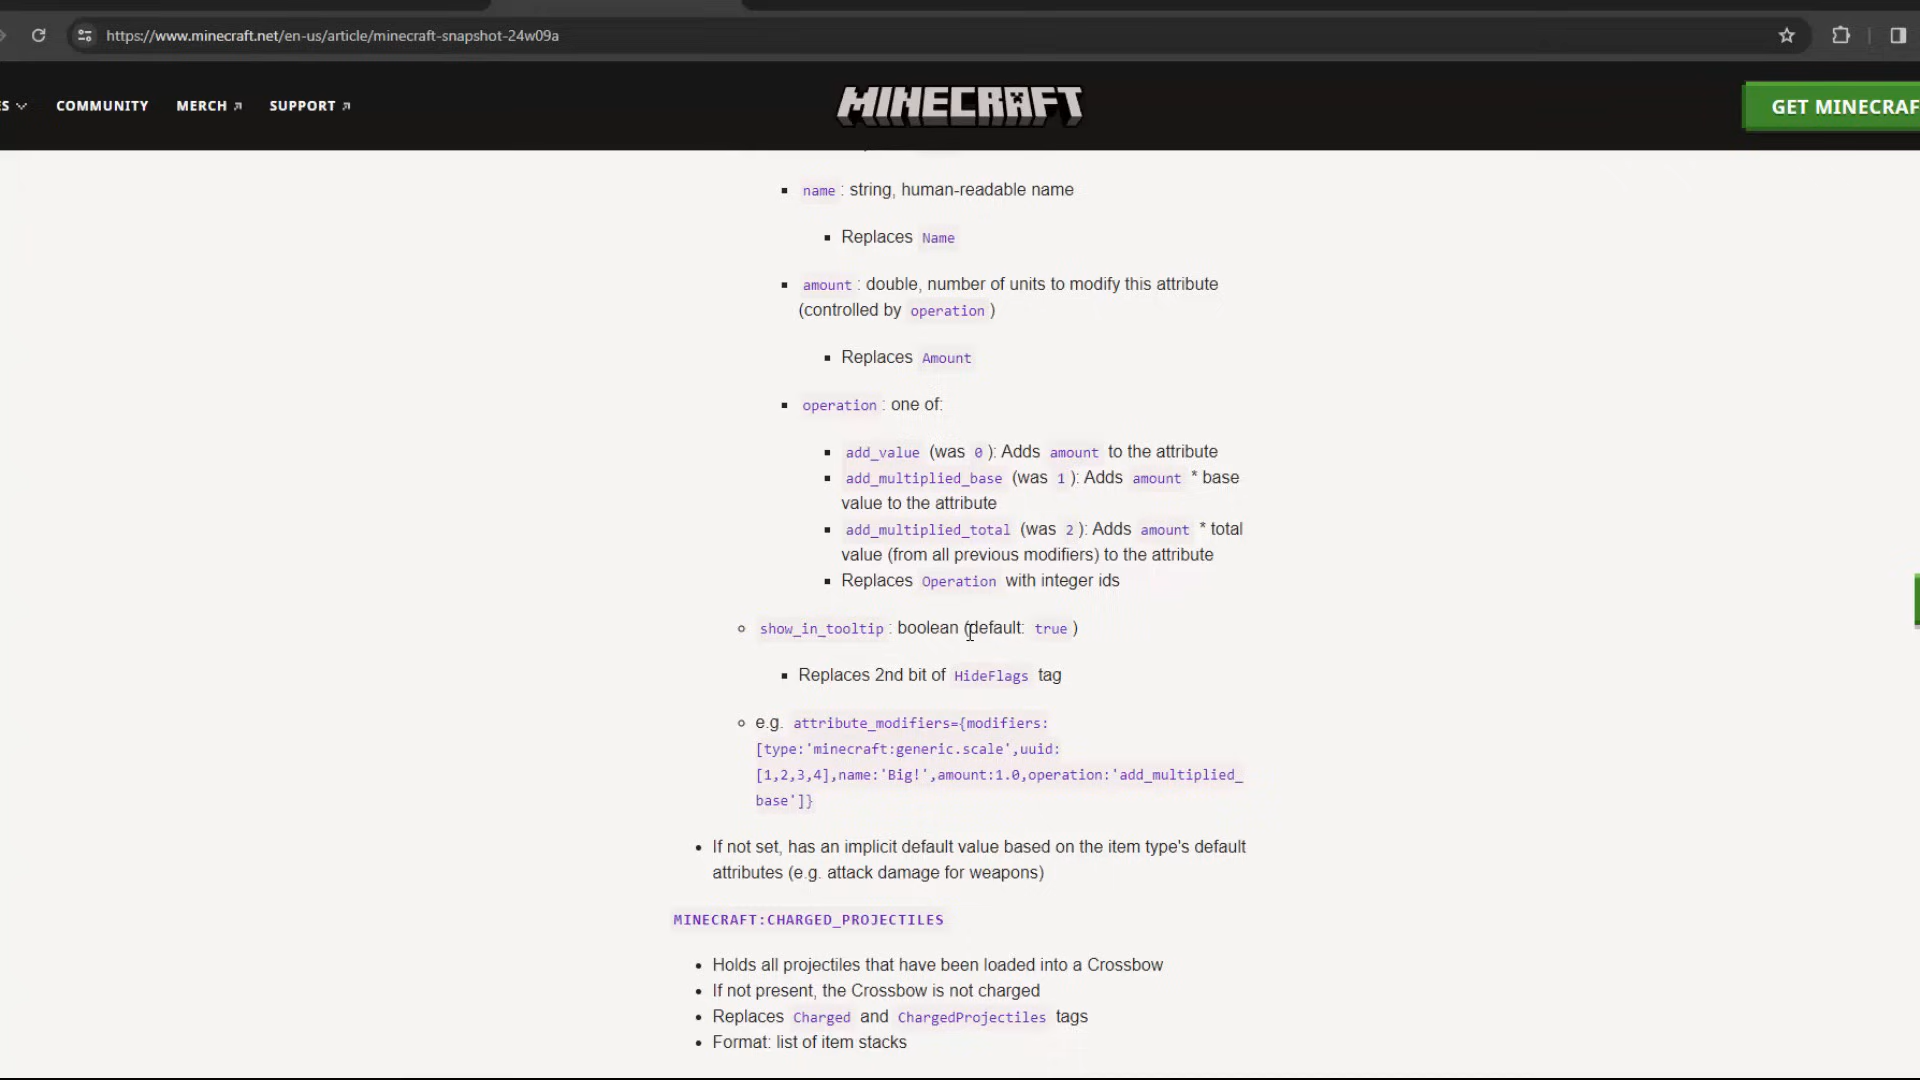 https://www.minecraft.net/en-us/article/minecraft-snapshot-24w09a
ES COMMUNITY MERCH SUPPORT MINECRAFT GET MINECRAF
name : string, human-readable name
Replaces Name
amount : double, number of units to modify this attribute
(controlled by operation )
Replaces Amount
operation : one of:
add_value (was 0 ): Adds amount to the attribute
add_multiplied_base (was 1 ): Adds amount * base
value to the attribute
add_multiplied_total (was 2 ): Adds amount * total
value (from all previous modifiers) to the attribute
Replaces Operation with integer ids
show_in_tooltip : boolean (default: true )
Replaces 2nd bit of HideFlags tag
e.g. attribute_modifiers={modifiers:
[type:'minecraft:generic.scale',uuid:
[1,2,3,4],name:'Big!',amount:1.0,operation:'add_multiplied_
base']}
If not set, has an implicit default value based on the item type's default
attributes (e.g. attack damage for weapons)
MINECRAFT:CHARGED_PROJECTILES
Holds all projectiles that have been loaded into a Crossbow
If not present, the Crossbow is not charged
Replaces Charged and ChargedProjectiles tags
Format: list of item stacks